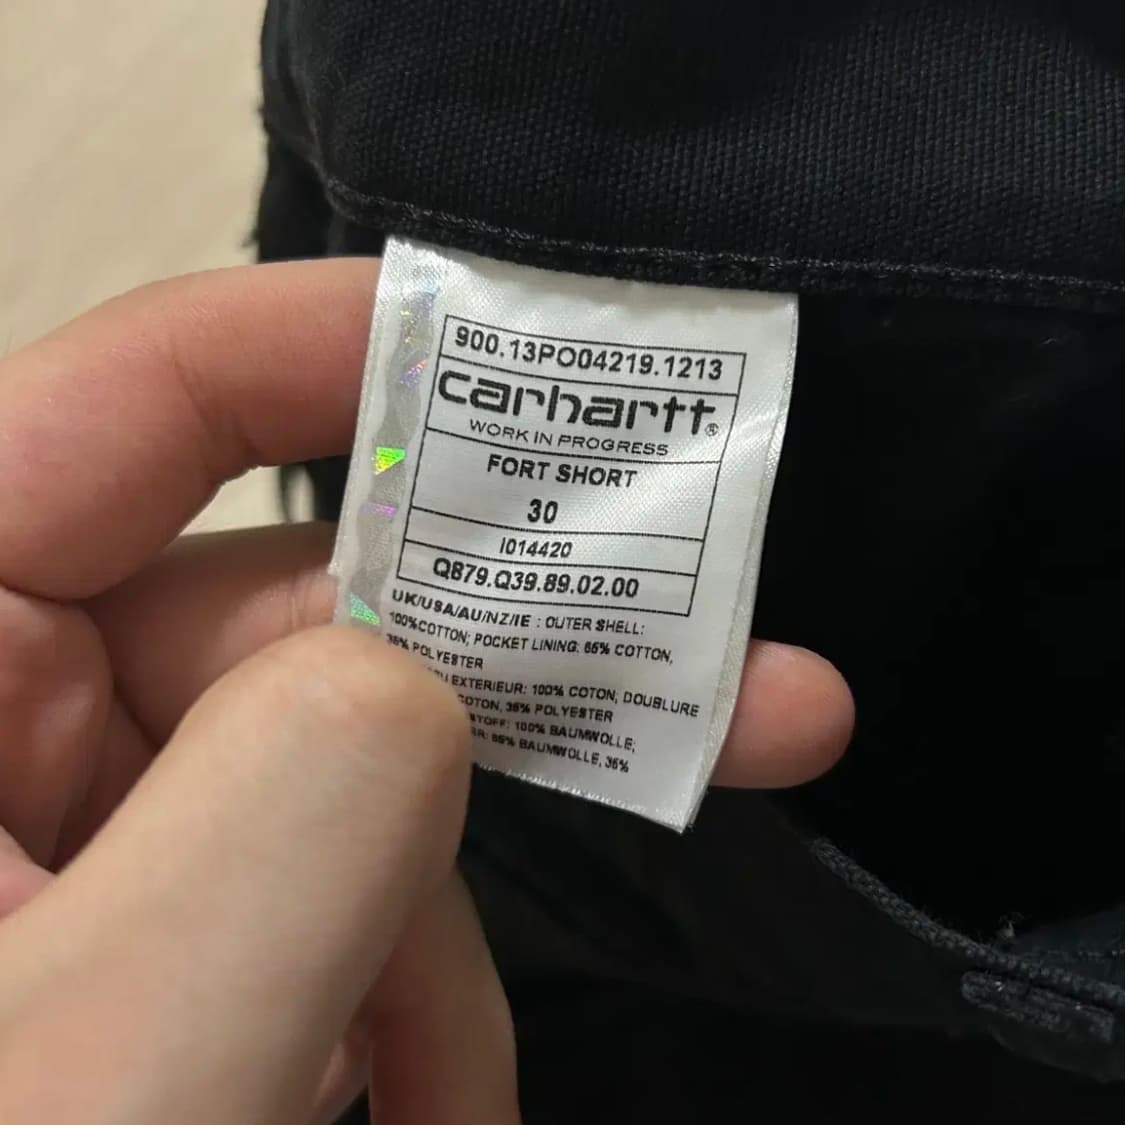 900.13PO04219.1213
carhartt®
WORK IN PROGRESS
FORT SHORT
30
I014420
Q879.Q39.89.02.00
UK/USA/AU/NZ/IE : OUTER SHELL:
100%COTTON; POCKET LINING: 65% COTTON,
35% POLYESTER
EXTERIEUR: 100% COTON; DOUBLURE
COTON, 35% POLYESTER
100% BAUMWOLLE;
65% BAUMWOLLE, 35%